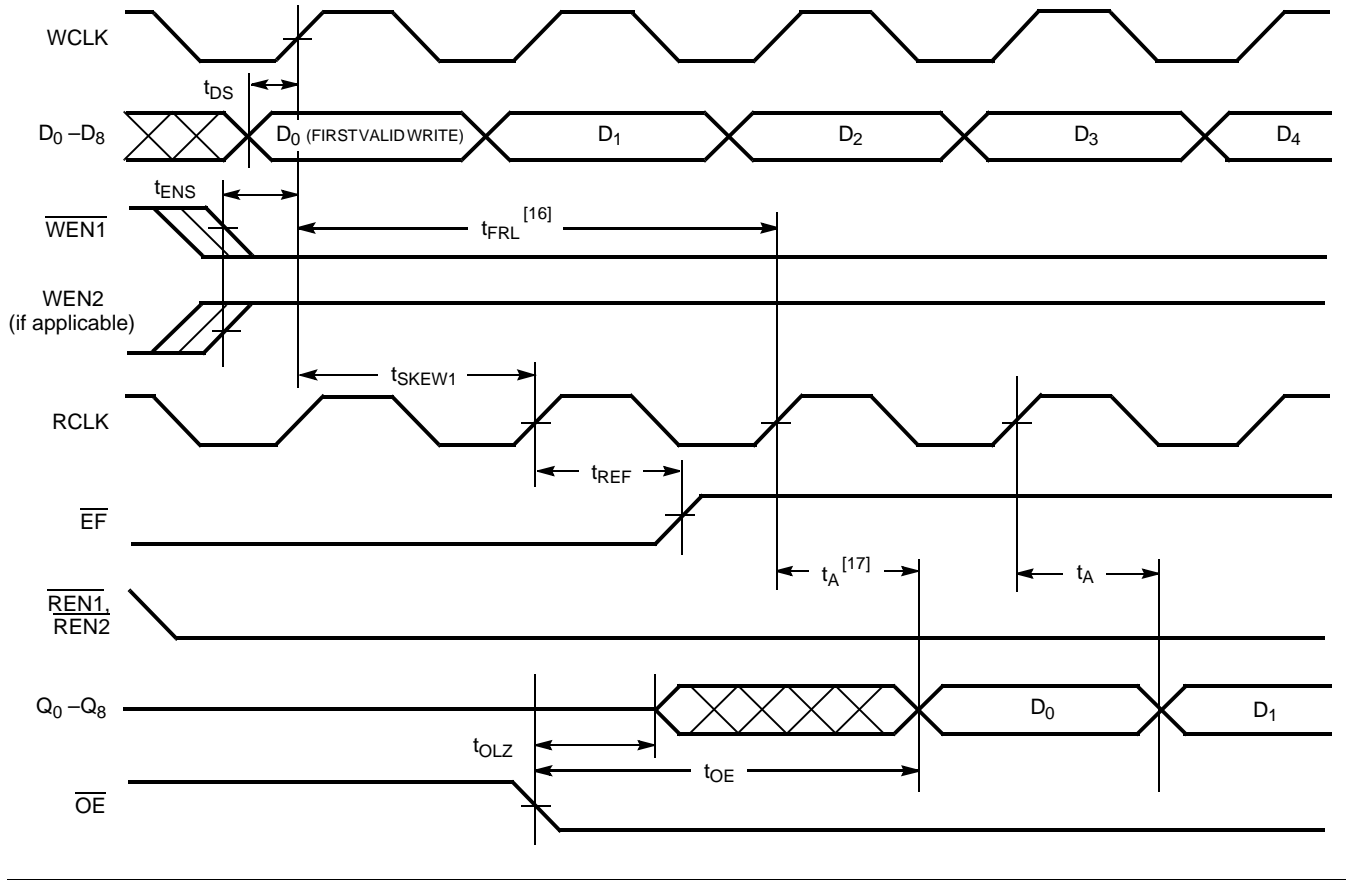 WCLK
tDS
D0 –D8
D0 (FIRST VALID WRITE)
D1
D2
D3
D4
tENS
WEN1
tFRL [16]
WEN2
(if applicable)
tSKEW1
RCLK
tREF
EF
tA [17]
tA
REN1,
REN2
Q0 –Q8
D0
D1
tOLZ
tOE
OE